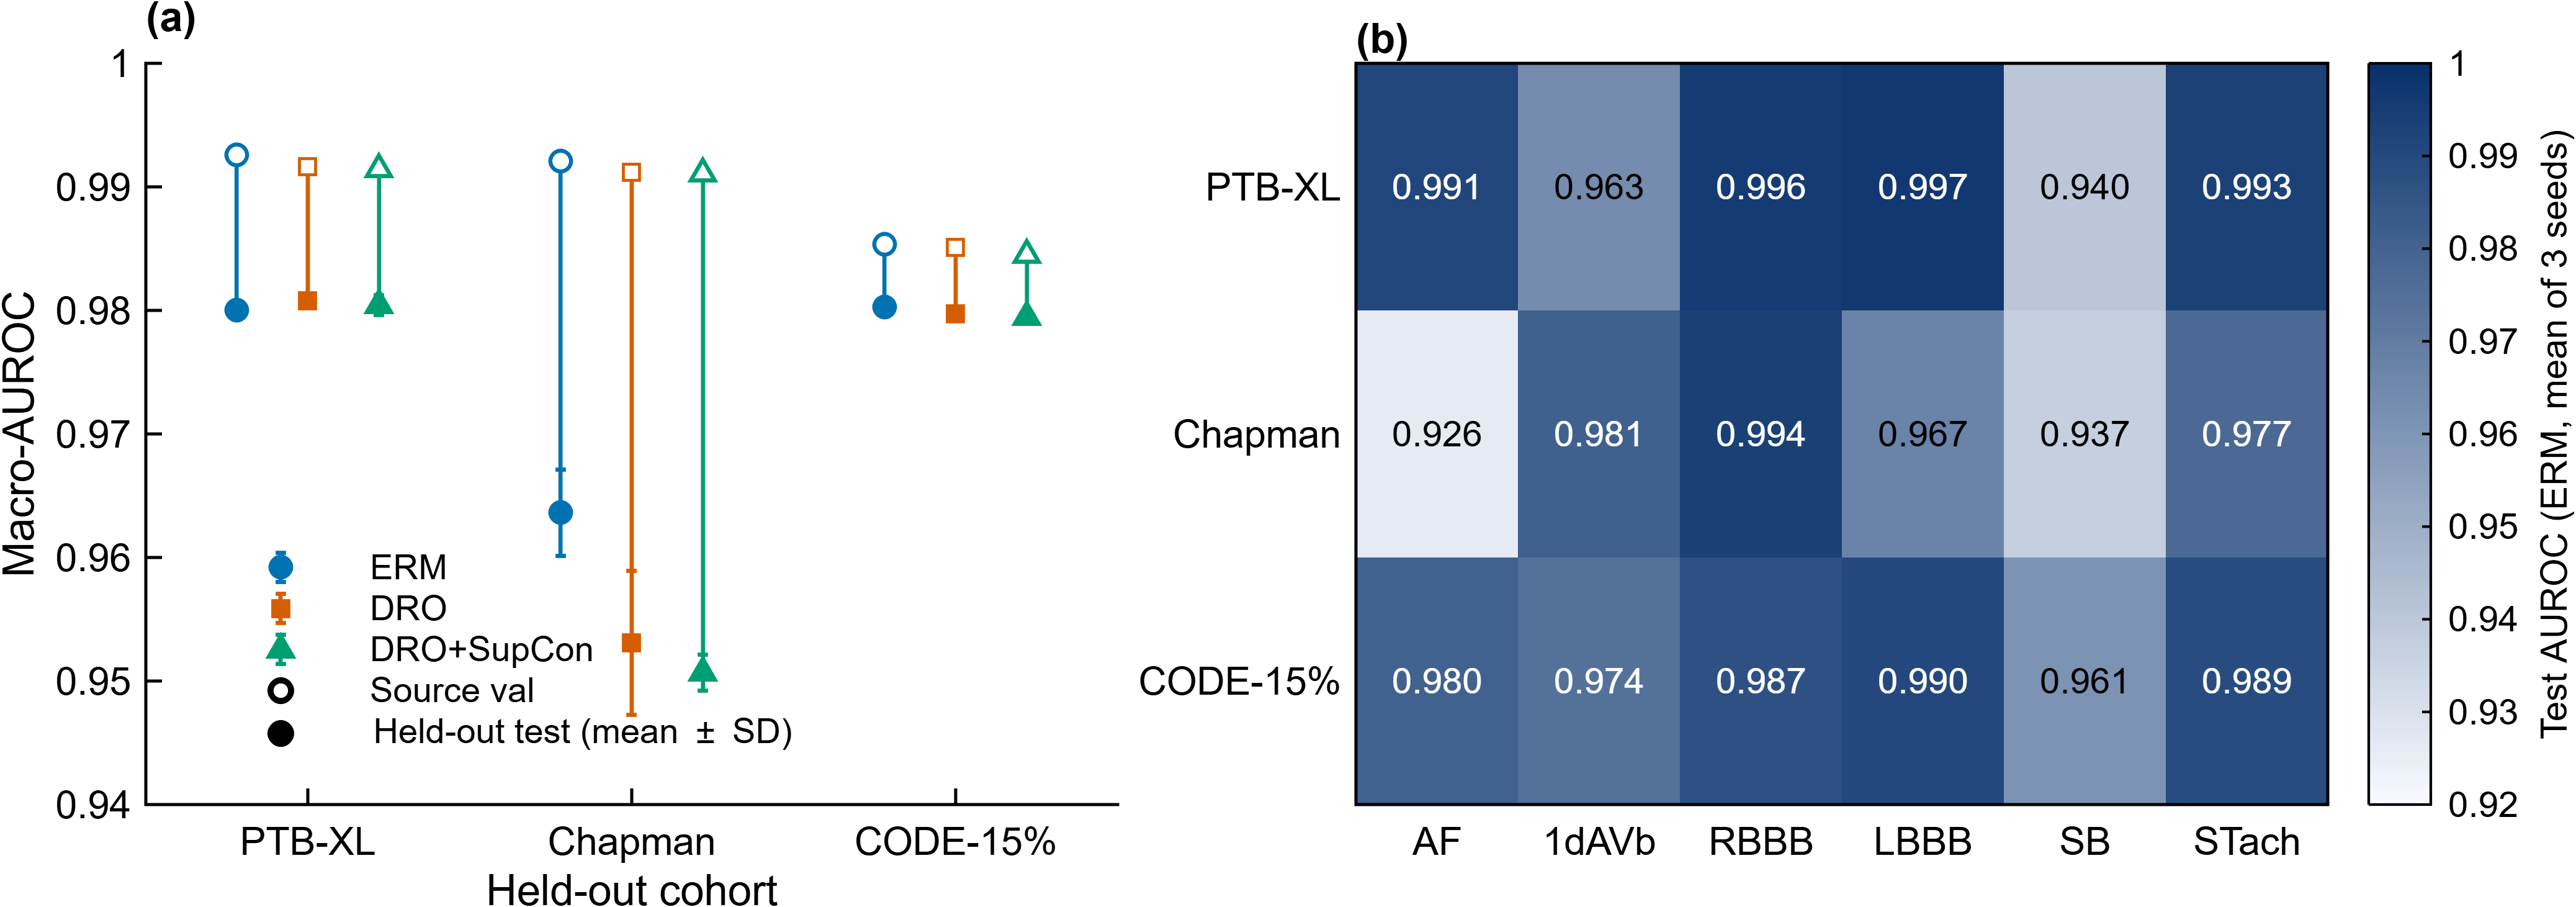 (a)
1
0.99
0.98
0.97
0.96
0.95
0.94
Macro-AUROC
ERM
DRO
DRO+SupCon
Source val
Held-out test (mean ± SD)
PTB-XL Chapman CODE-15%
Held-out cohort
(b)
PTB-XL 0.991 0.963 0.996 0.997 0.940 0.993
Chapman 0.926 0.981 0.994 0.967 0.937 0.977
CODE-15% 0.980 0.974 0.987 0.990 0.961 0.989
AF 1dAVb RBBB LBBB SB STach
1
0.99
0.98
0.97
0.96
0.95
0.94
0.93
0.92
Test AUROC (ERM, mean of 3 seeds)